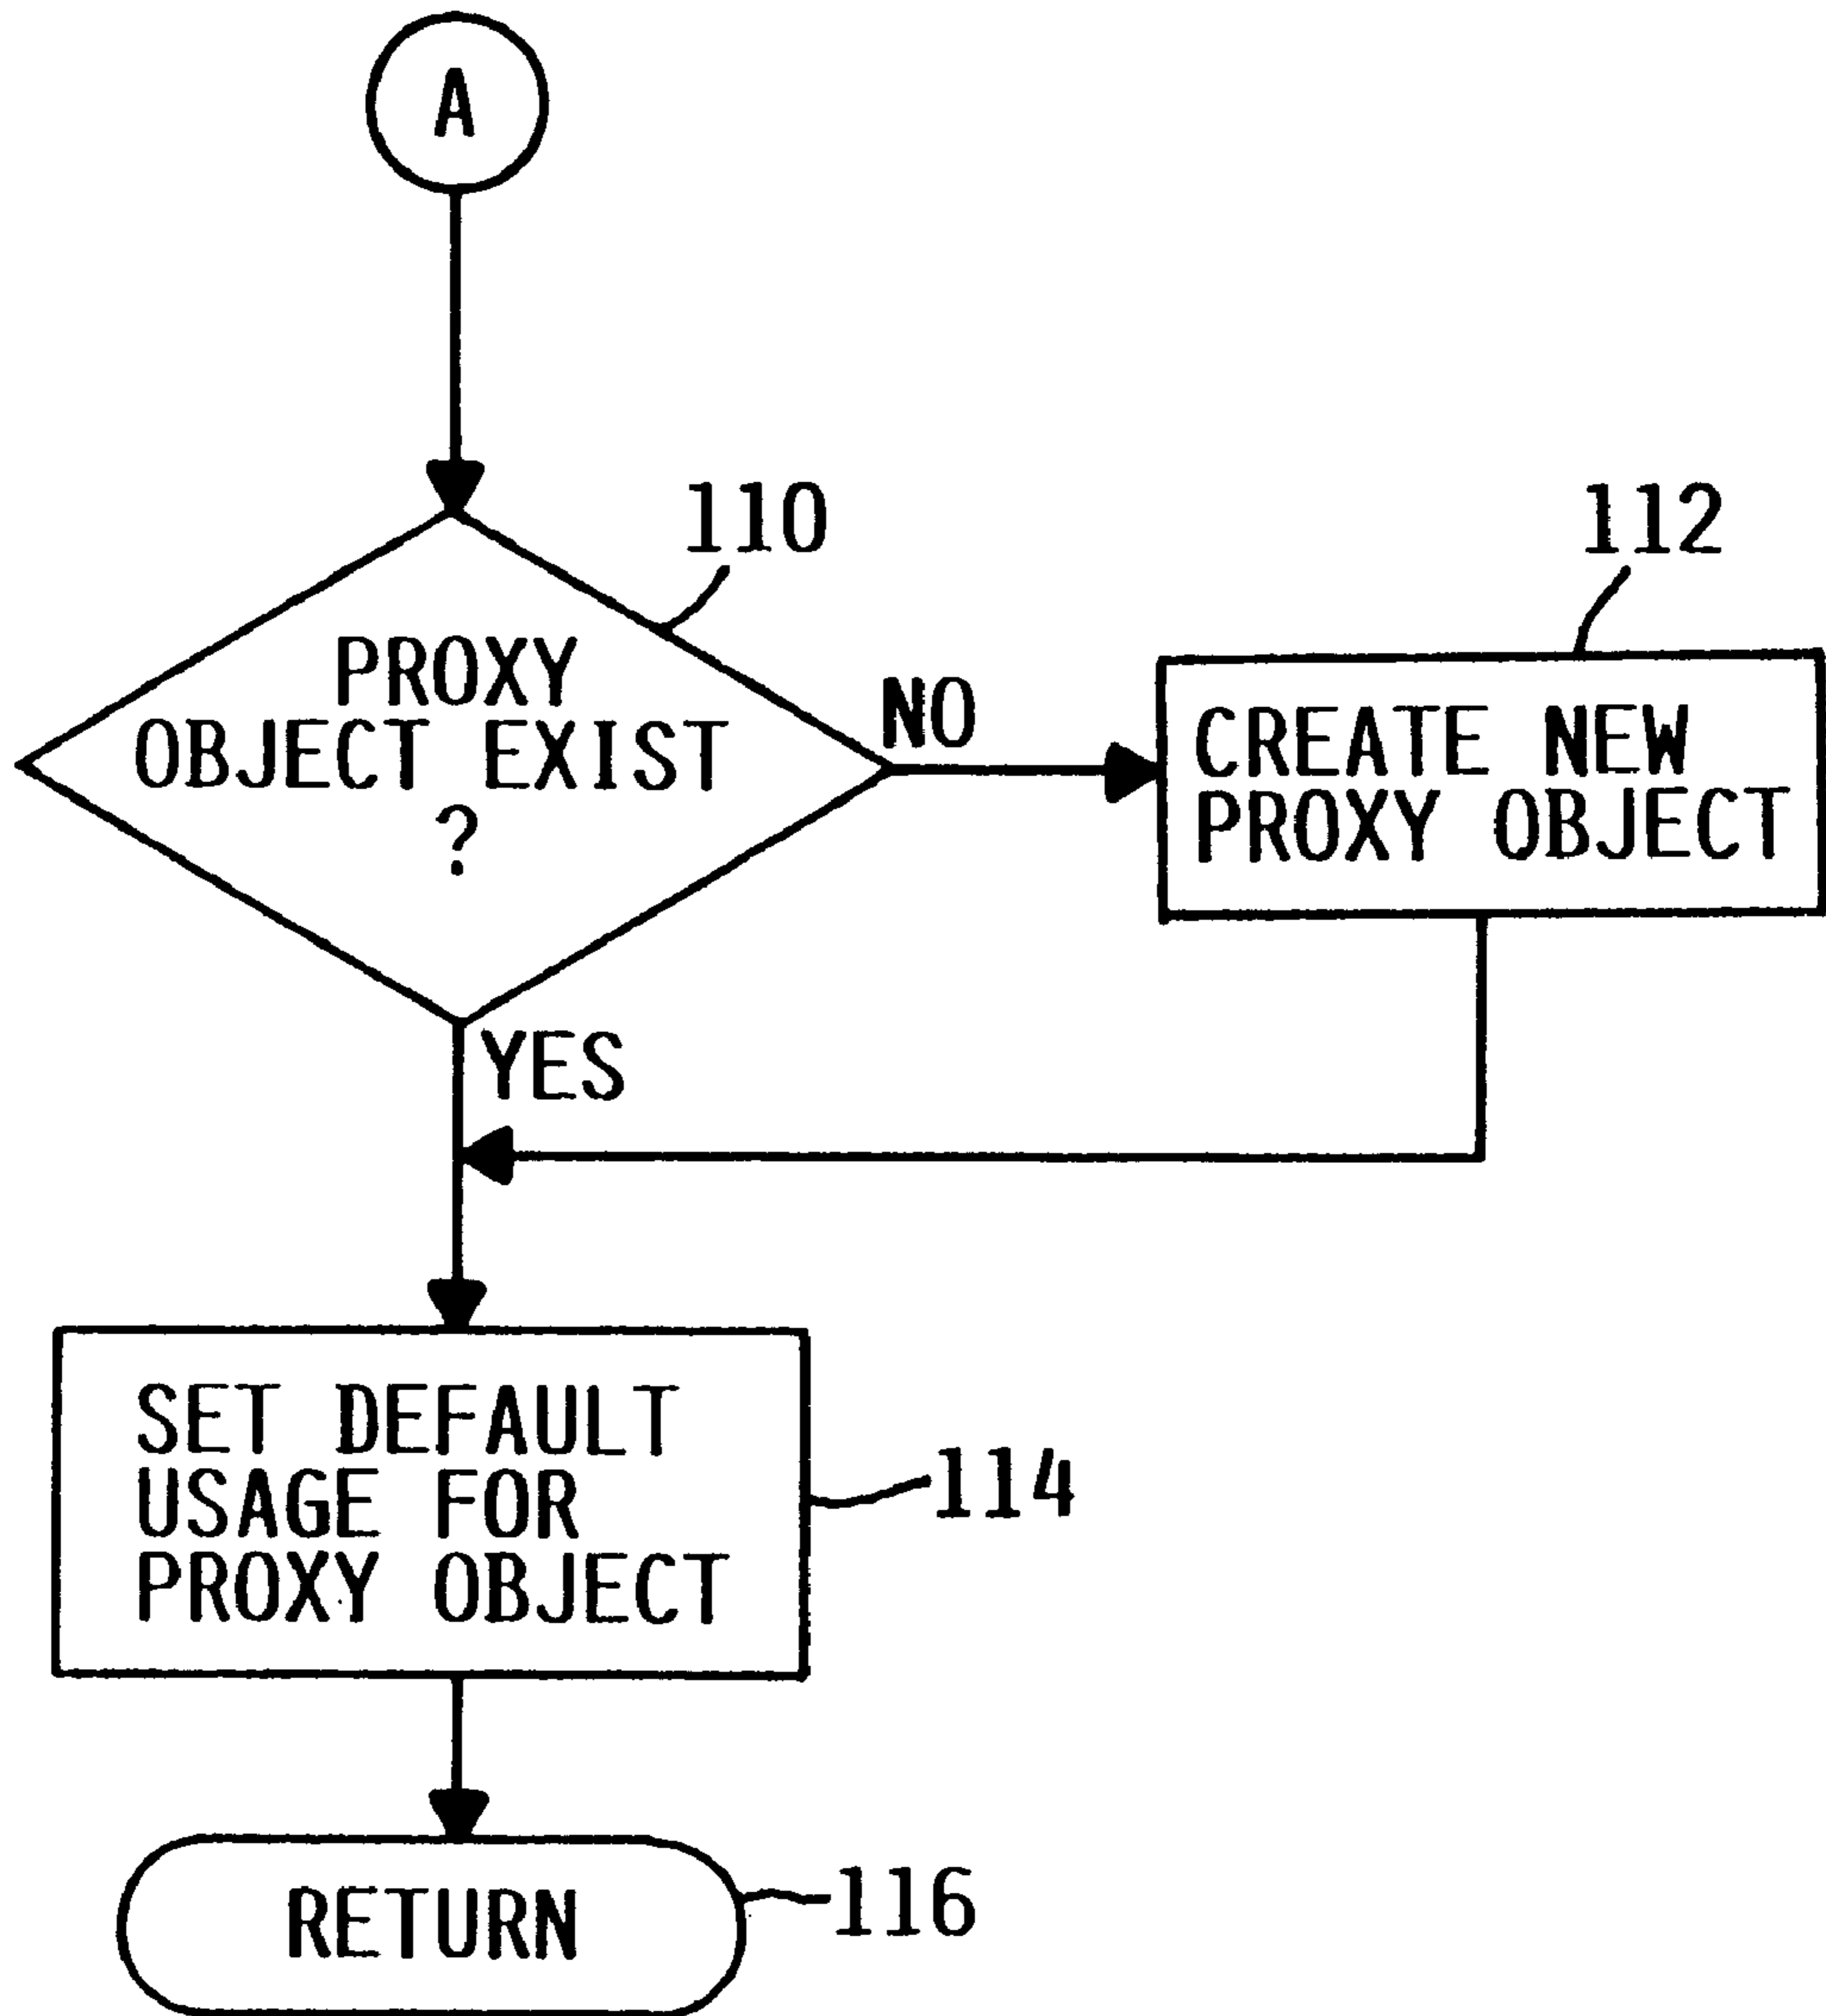 A
110
PROXY
OBJECT EXIST
?
NO
112
CREATE NEW
PROXY OBJECT
YES
SET DEFAULT
USAGE FOR
PROXY OBJECT
114
RETURN
116